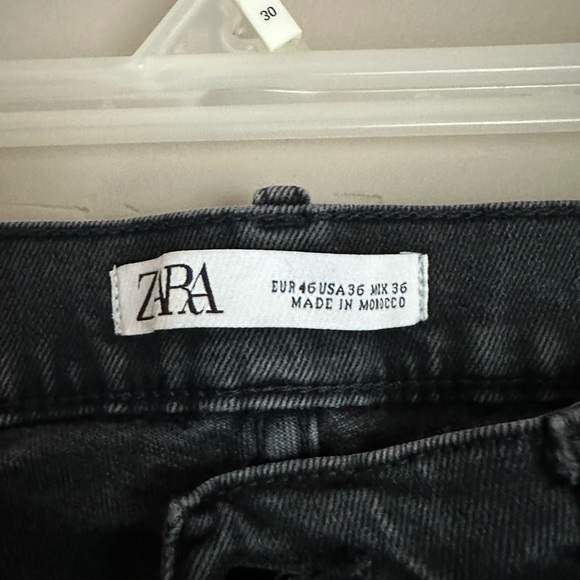 30
ZARA
EUR 46 USA 36 MEX 36
MADE IN MOROCCO